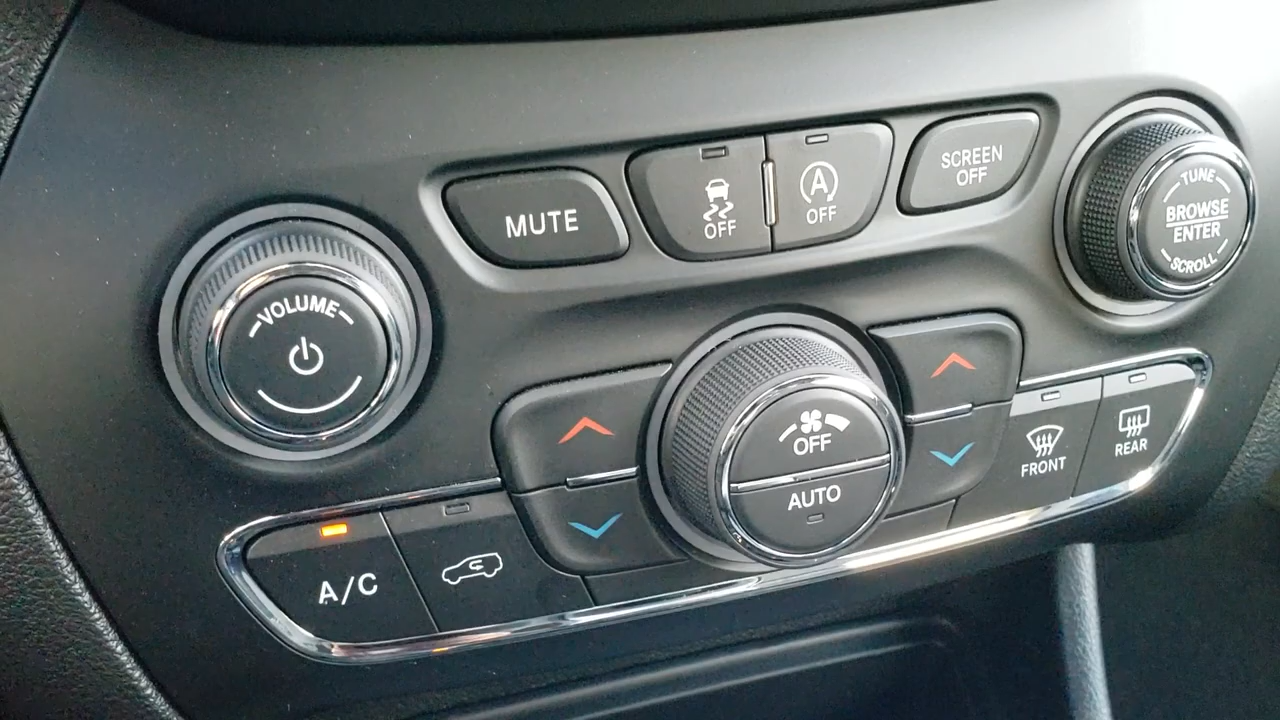 MUTE
OFF
A
OFF
SCREEN
OFF
TUNE
BROWSE
ENTER
SCROLL
VOLUME
OFF
AUTO
FRONT
REAR
A/C